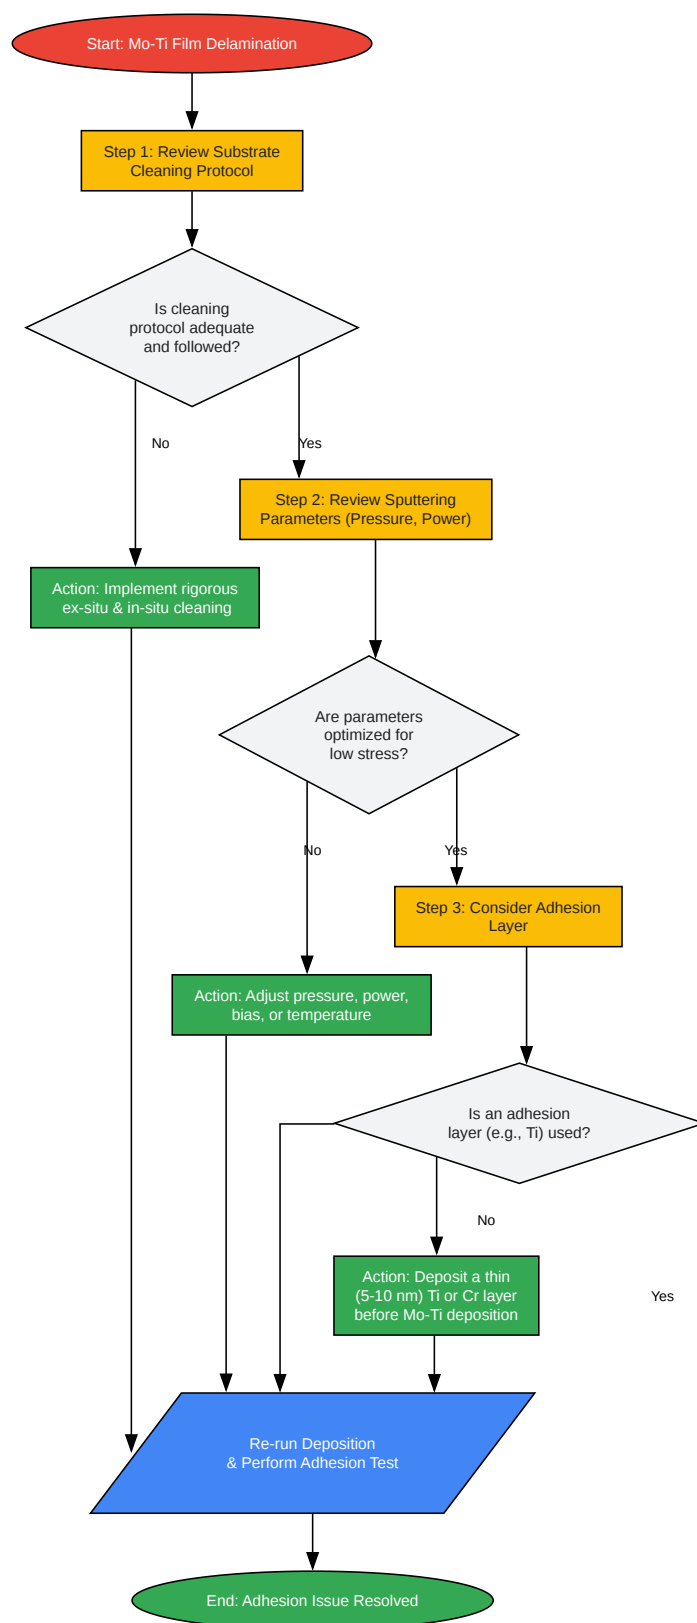 Start: Mo-Ti Film Delamination
Step 1: Review Substrate
Cleaning Protocol
Is cleaning
protocol adequate
and followed?
No
Yes
Step 2: Review Sputtering
Parameters (Pressure, Power)
Action: Implement rigorous
ex-situ & in-situ cleaning
Are parameters
optimized for
low stress?
No
Yes
Step 3: Consider Adhesion
Layer
Action: Adjust pressure, power,
bias, or temperature
Is an adhesion
layer (e.g., Ti) used?
No
Action: Deposit a thin
(5-10 nm) Ti or Cr layer
before Mo-Ti deposition
Yes
Re-run Deposition
& Perform Adhesion Test
End: Adhesion Issue Resolved